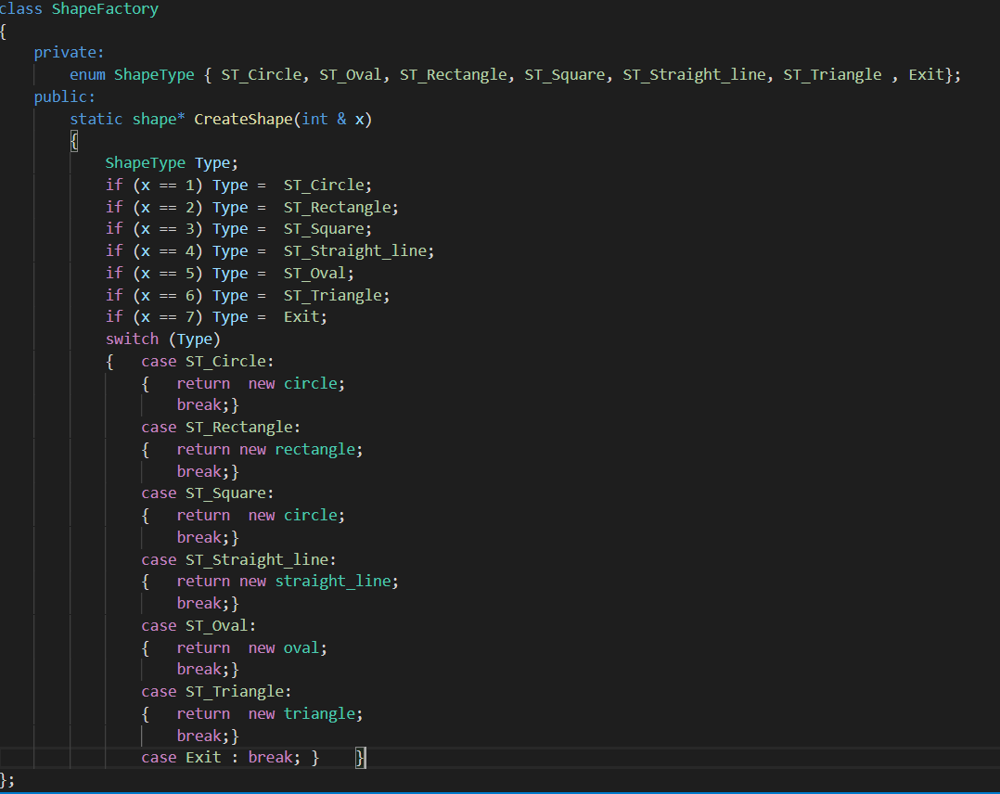 class ShapeFactory
{
    private:
        enum ShapeType { ST_Circle, ST_Oval, ST_Rectangle, ST_Square, ST_Straight_line, ST_Triangle , Exit};
    public:
        static shape* CreateShape(int & x)
        {
            ShapeType Type;
            if (x == 1) Type =  ST_Circle;
            if (x == 2) Type =  ST_Rectangle;
            if (x == 3) Type =  ST_Square;
            if (x == 4) Type =  ST_Straight_line;
            if (x == 5) Type =  ST_Oval;
            if (x == 6) Type =  ST_Triangle;
            if (x == 7) Type =  Exit;
            switch (Type)
            {   case ST_Circle:
                {   return  new circle;
                    break;}
                case ST_Rectangle:
                {   return new rectangle;
                    break;}
                case ST_Square:
                {   return  new circle;
                    break;}
                case ST_Straight_line:
                {   return new straight_line;
                    break;}
                case ST_Oval:
                {   return  new oval;
                    break;}
                case ST_Triangle:
                {   return  new triangle;
                    break;}
                case Exit : break; }    }
};